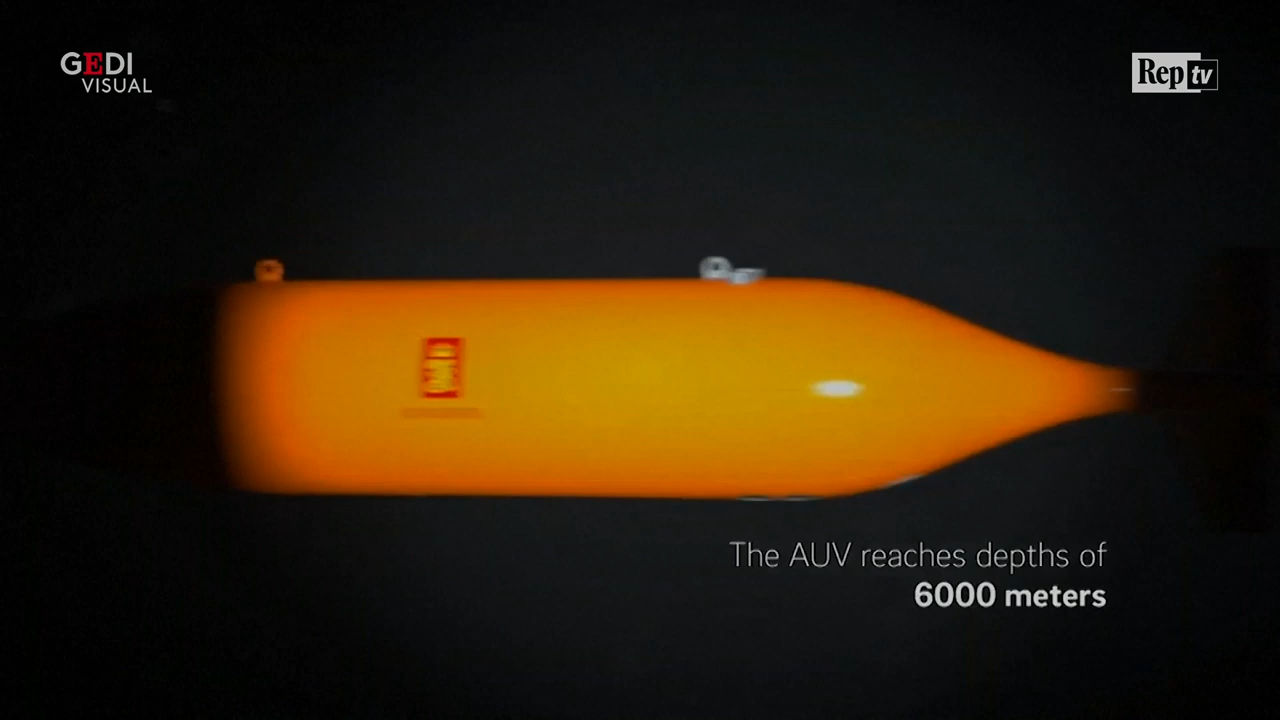 GEDI
VISUAL
Rep tv
The AUV reaches depths of
6000 meters